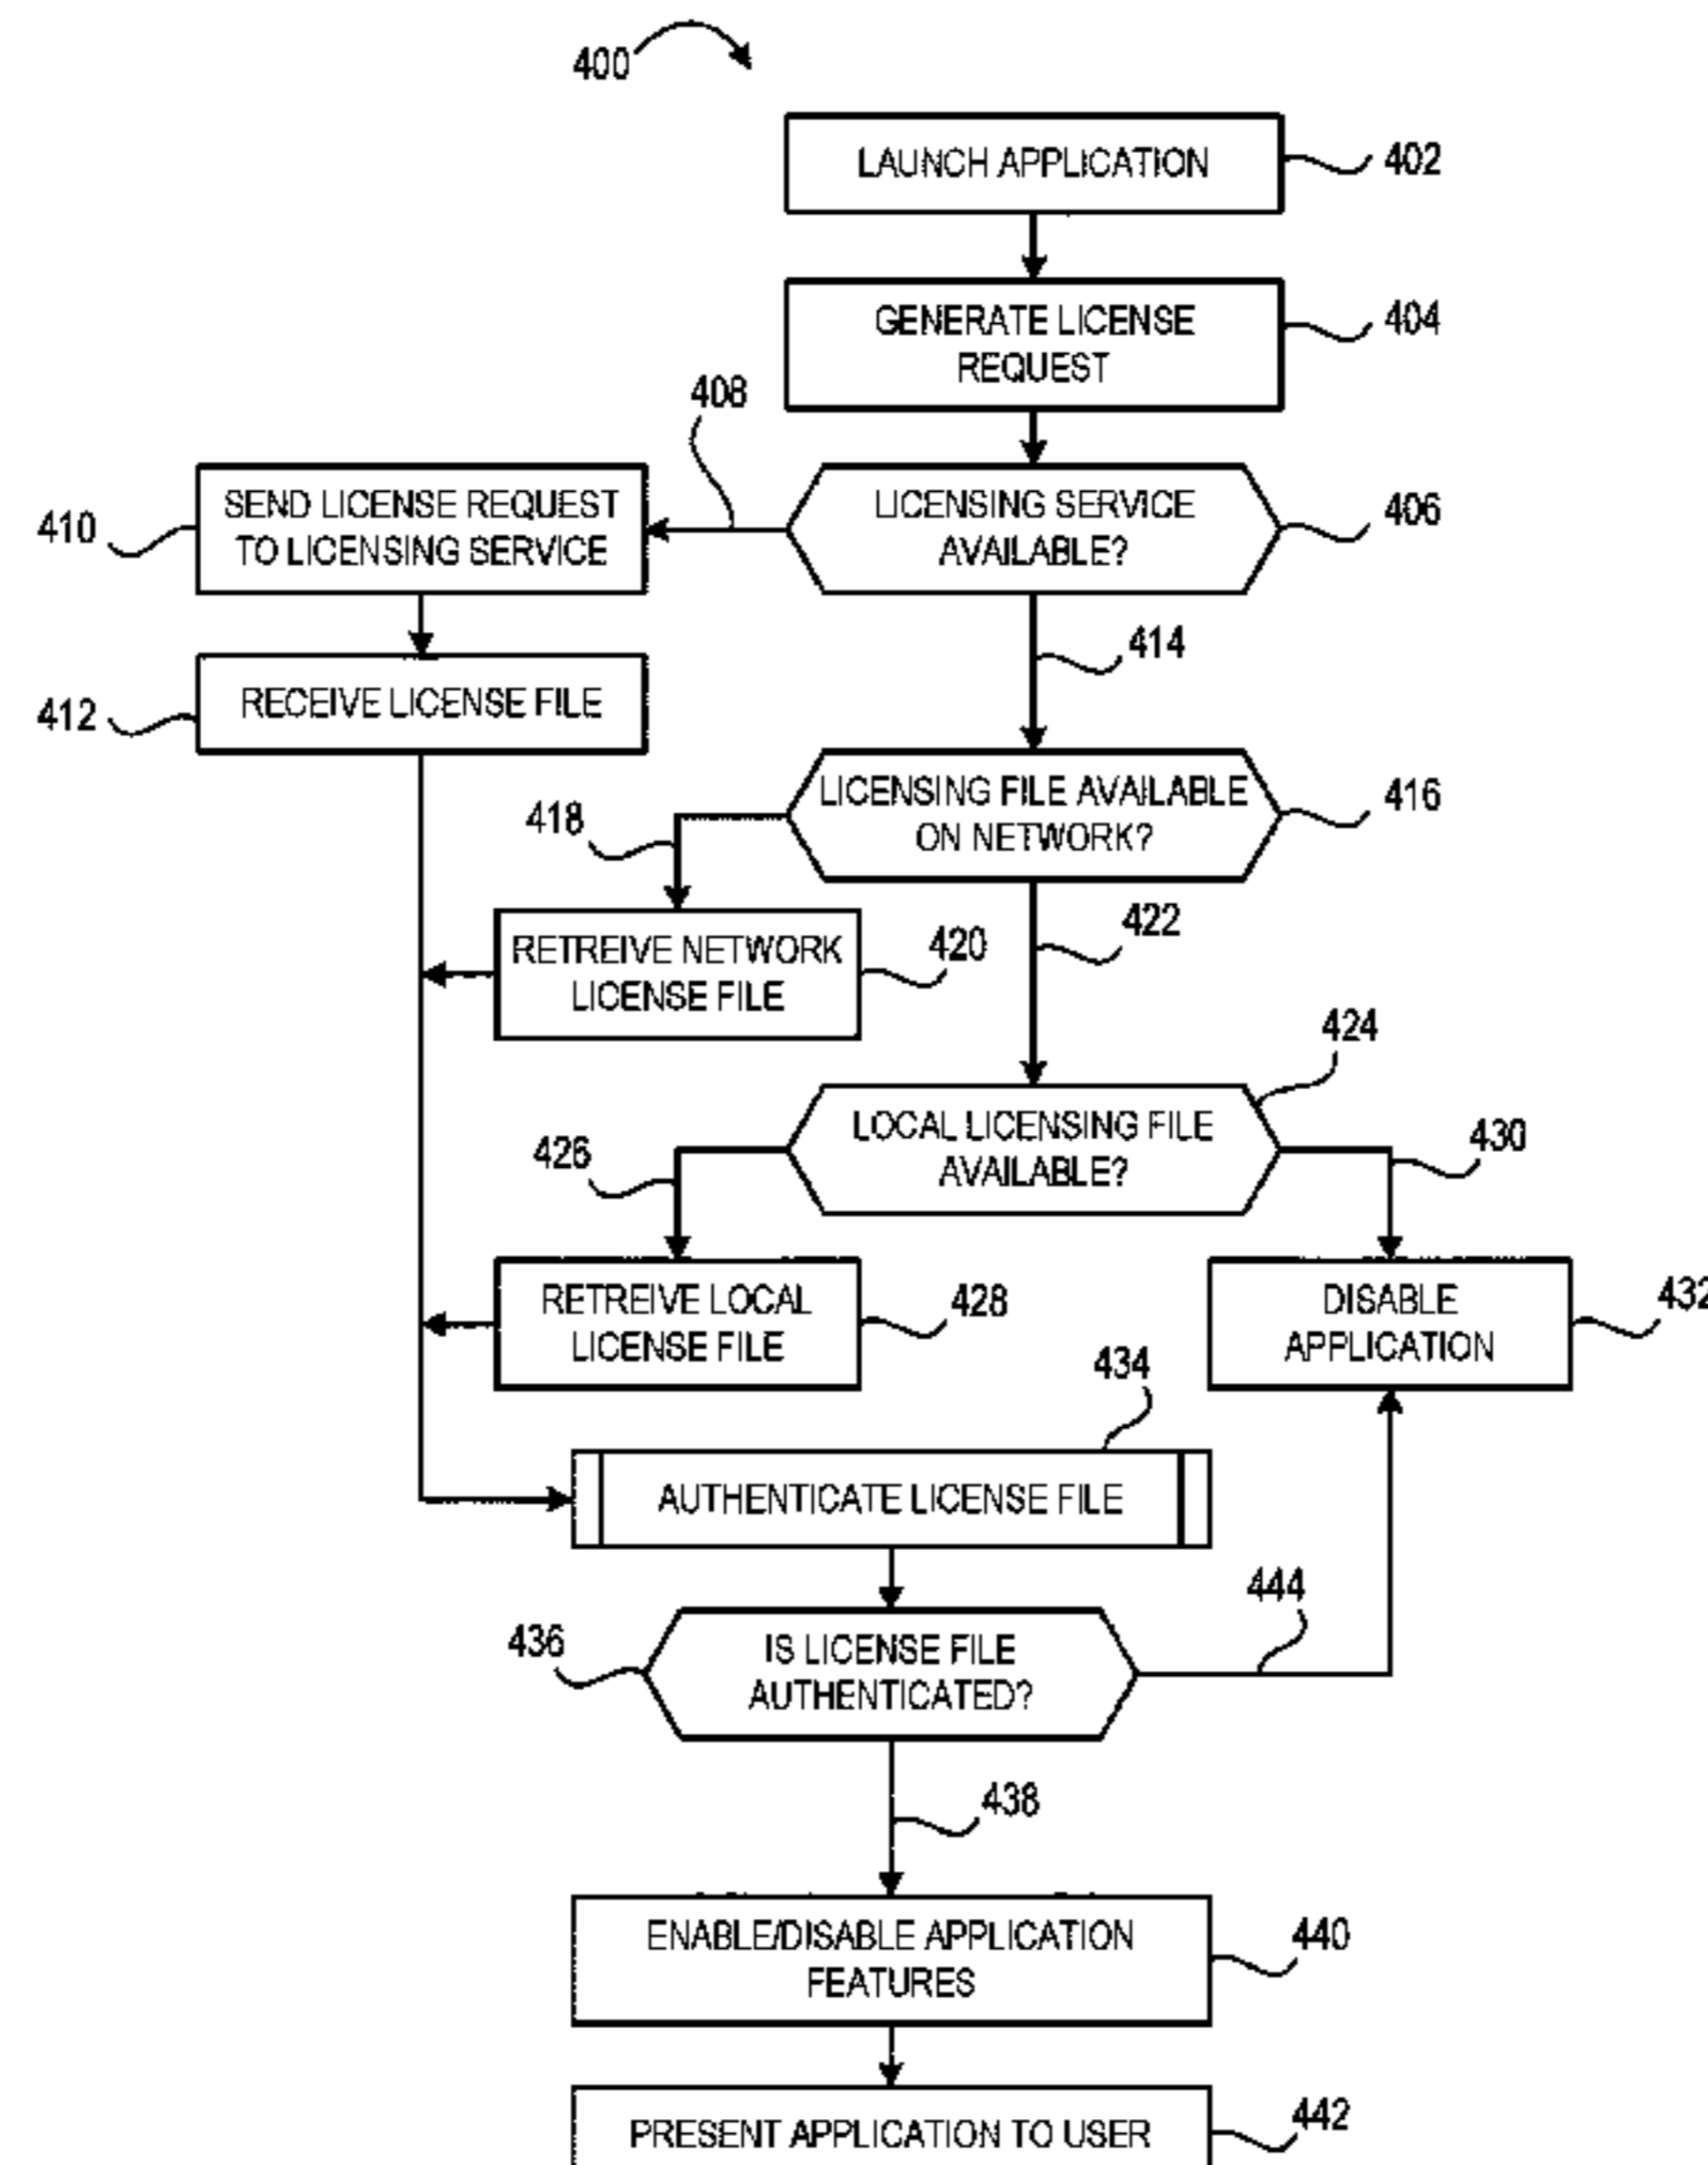 400
LAUNCH APPLICATION
402
GENERATE LICENSE
REQUEST
404
408
SEND LICENSE REQUEST
TO LICENSING SERVICE
410
LICENSING SERVICE
AVAILABLE?
406
414
RECEIVE LICENSE FILE
412
LICENSING FILE AVAILABLE
ON NETWORK?
416
418
RETREIVE NETWORK
LICENSE FILE
420
422
424
LOCAL LICENSING FILE
AVAILABLE?
426
430
RETREIVE LOCAL
LICENSE FILE
428
DISABLE
APPLICATION
432
434
AUTHENTICATE LICENSE FILE
444
436
IS LICENSE FILE
AUTHENTICATED?
438
ENABLE/DISABLE APPLICATION
FEATURES
440
PRESENT APPLICATION TO USER
442